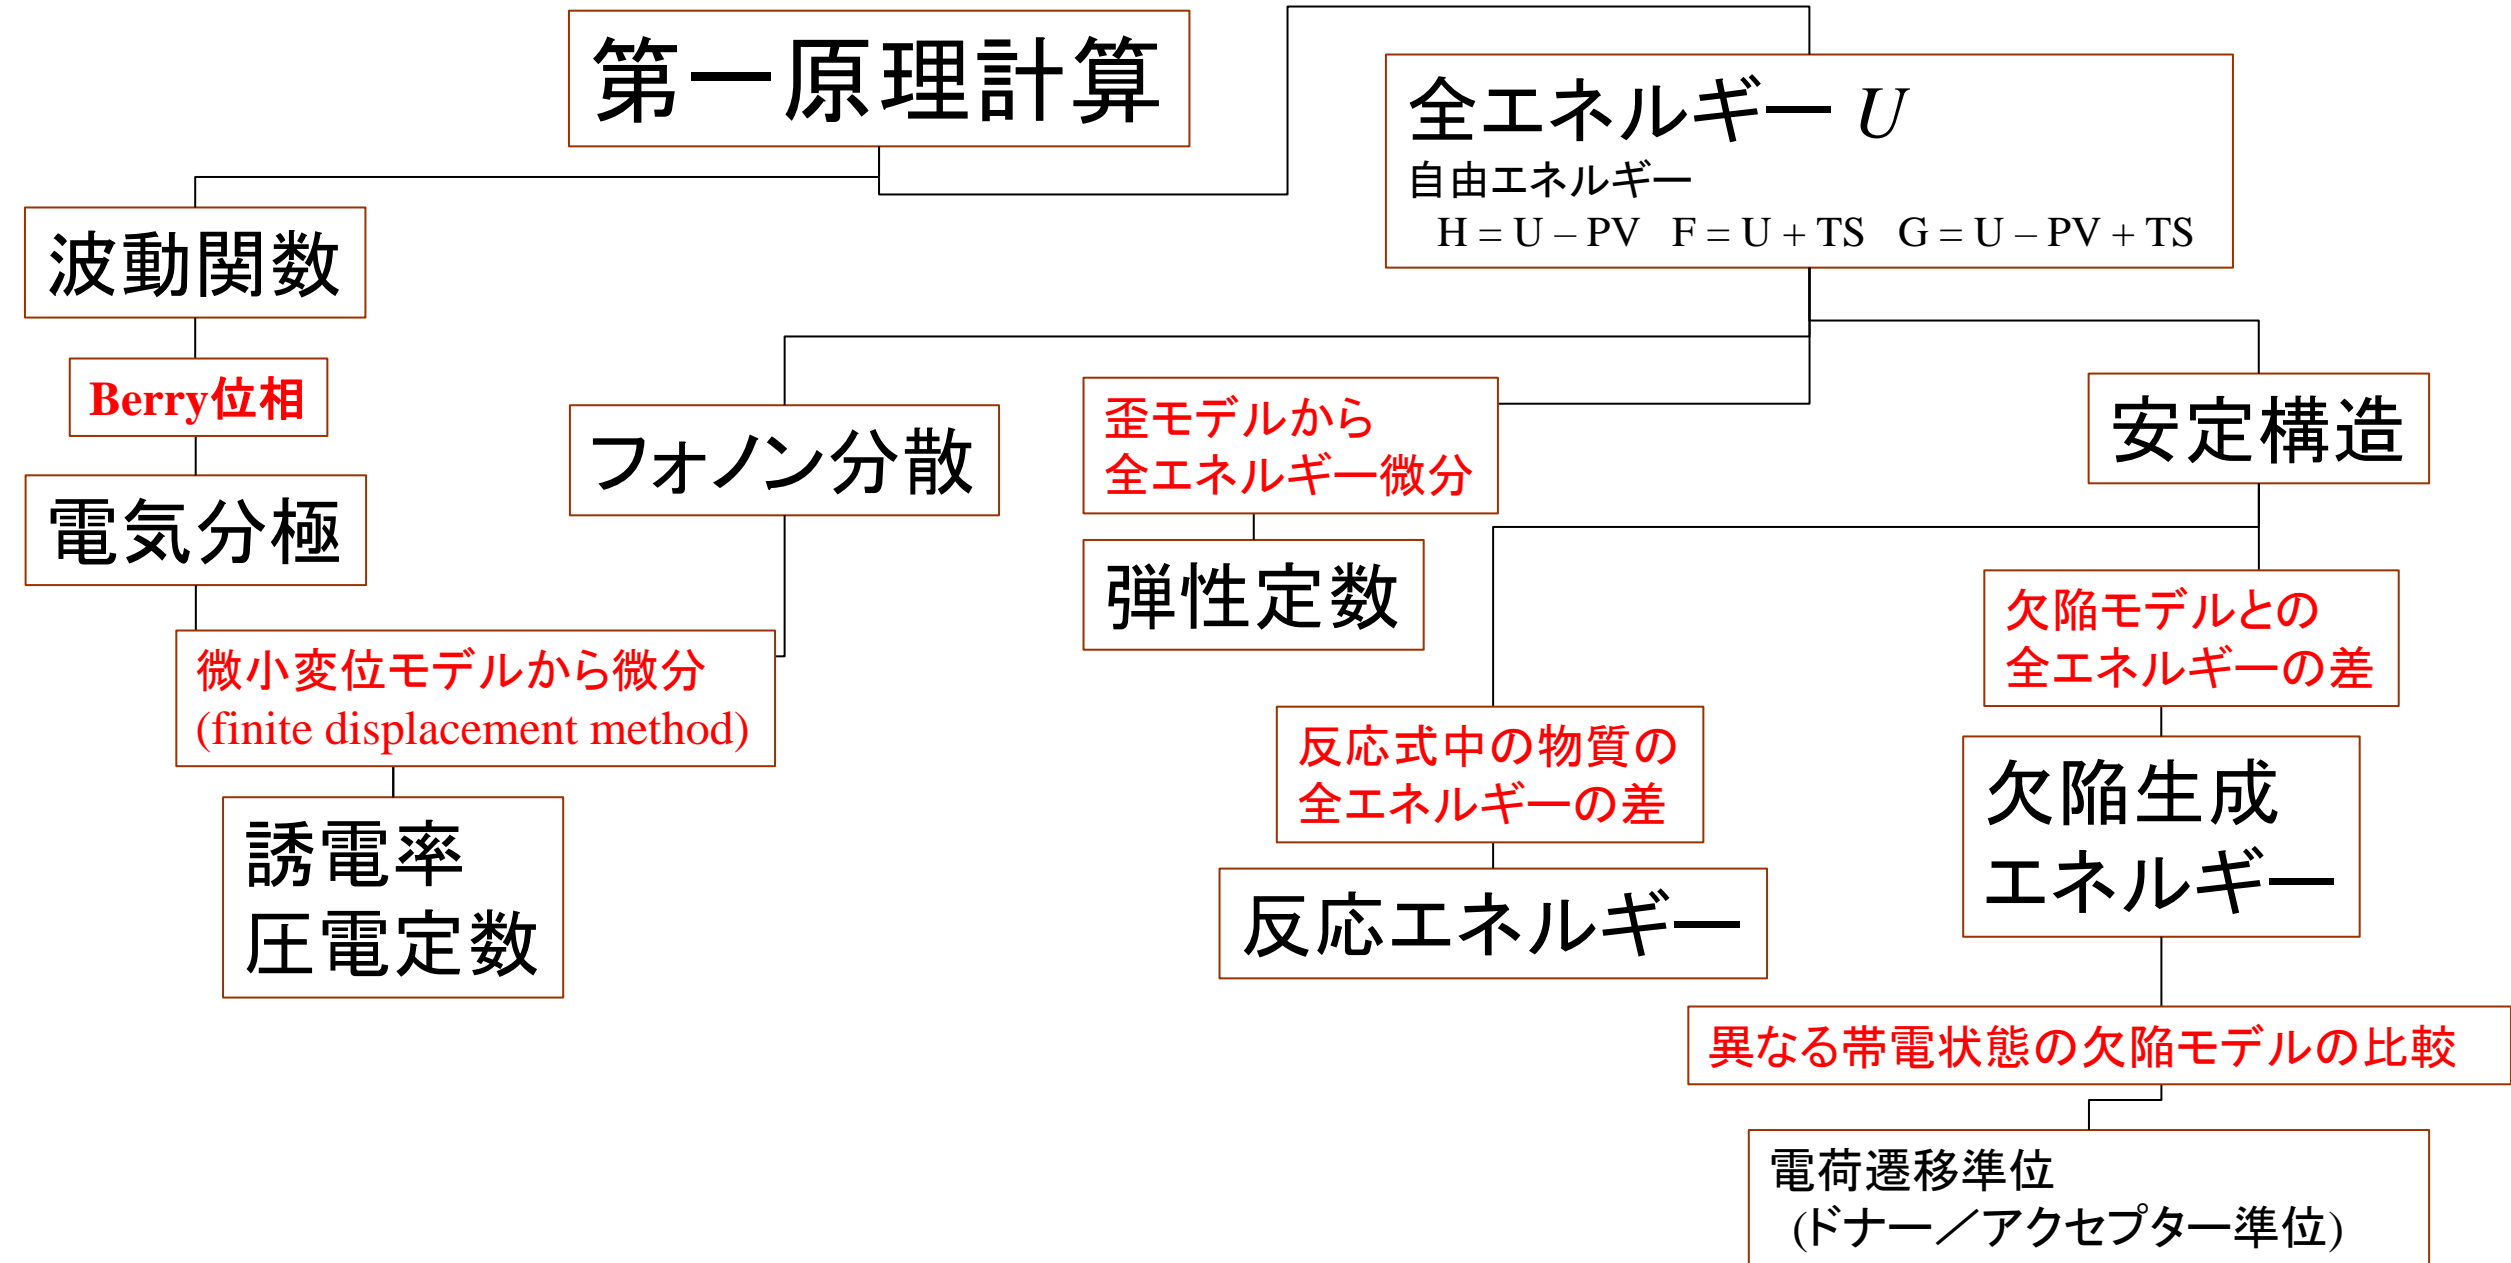 第一原理計算
全エネルギー U
自由エネルギー
H = U – PV   F = U + TS   G = U – PV + TS
波動関数
Berry位相
電気分極
フォノン分散
歪モデルから
全エネルギー微分
弾性定数
安定構造
微小変位モデルから微分
(finite displacement method)
誘電率
圧電定数
反応式中の物質の
全エネルギーの差
反応エネルギー
欠陥モデルとの
全エネルギーの差
欠陥生成
エネルギー
異なる帯電状態の欠陥モデルの比較
電荷遷移準位
(ドナー／アクセプター準位)